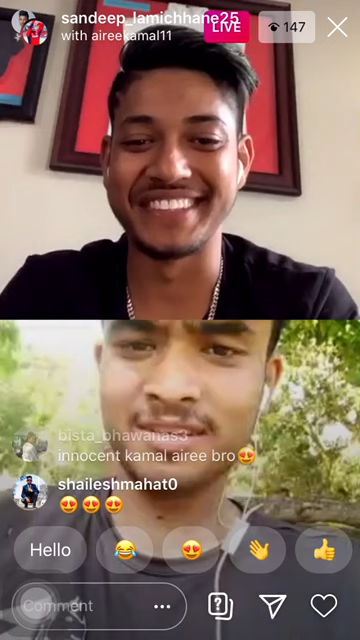 sandeep_lamichhane25
LIVE
147
with aireekamal11
bista_bhawanas3
innocent kamal airee bro😍
shaileshmahat0
😍😍😍
Hello 😂 😍 👋 👍
Comment